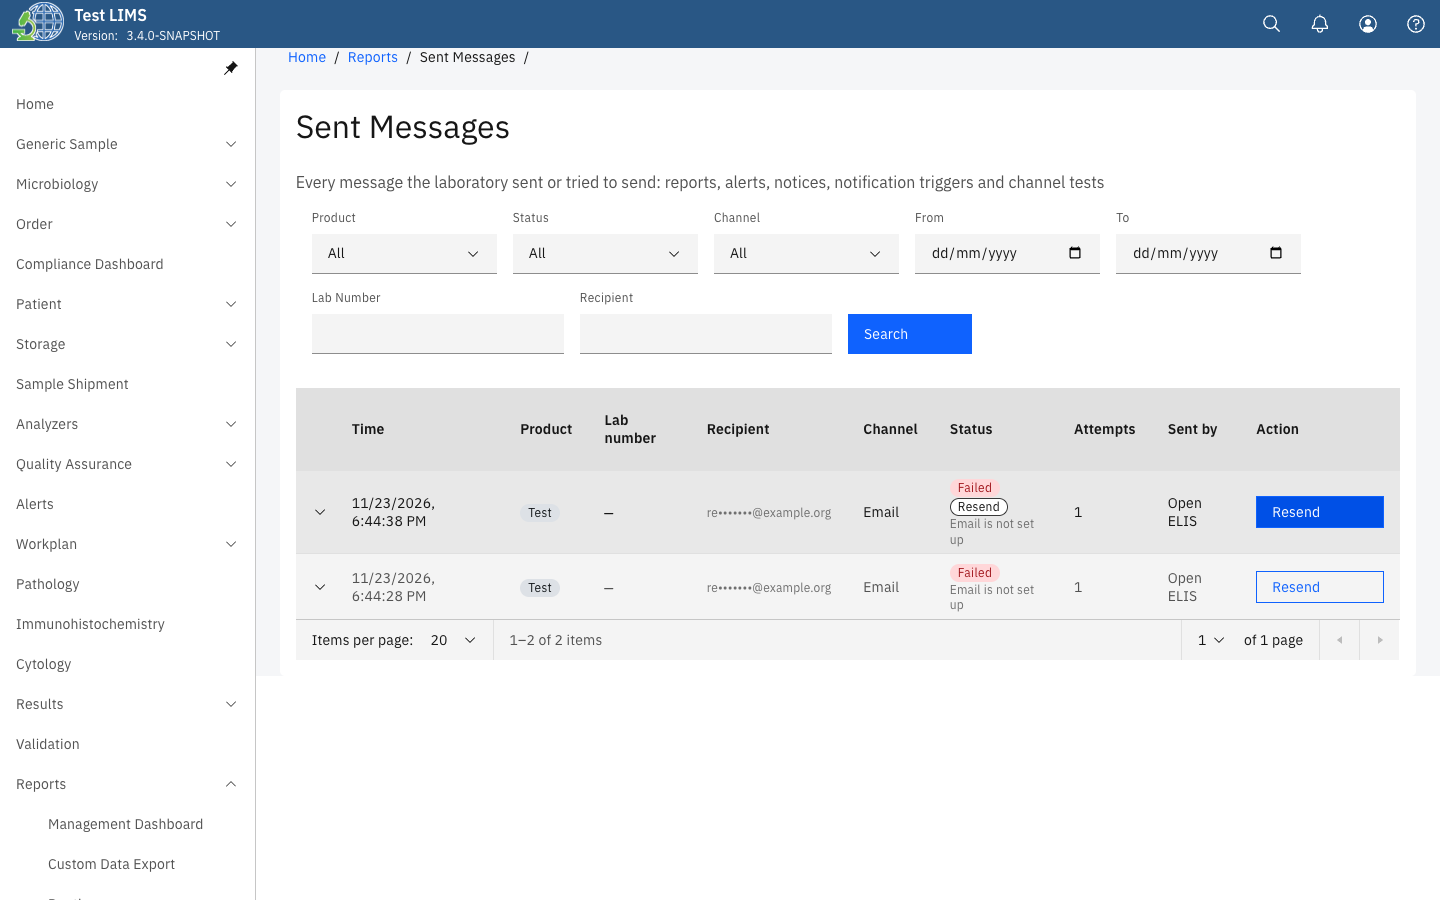 Test LIMS
Version: 3.4.0-SNAPSHOT
Home / Reports / Sent Messages /
Home
Generic Sample
Microbiology
Order
Compliance Dashboard
Patient
Storage
Sample Shipment
Analyzers
Quality Assurance
Alerts
Workplan
Pathology
Immunohistochemistry
Cytology
Results
Validation
Reports
Management Dashboard
Custom Data Export
Sent Messages
Every message the laboratory sent or tried to send: reports, alerts, notices, notification triggers and channel tests
Product Status Channel From To
All All All dd/mm/yyyy dd/mm/yyyy
Lab Number Recipient
Search
Time Product Lab number Recipient Channel Status Attempts Sent by Action
11/23/2026, 6:44:38 PM Test — re•••••••@example.org Email Failed Resend Email is not set up 1 Open ELIS Resend
11/23/2026, 6:44:28 PM Test — re•••••••@example.org Email Failed Email is not set up 1 Open ELIS Resend
Items per page: 20 1–2 of 2 items 1 of 1 page